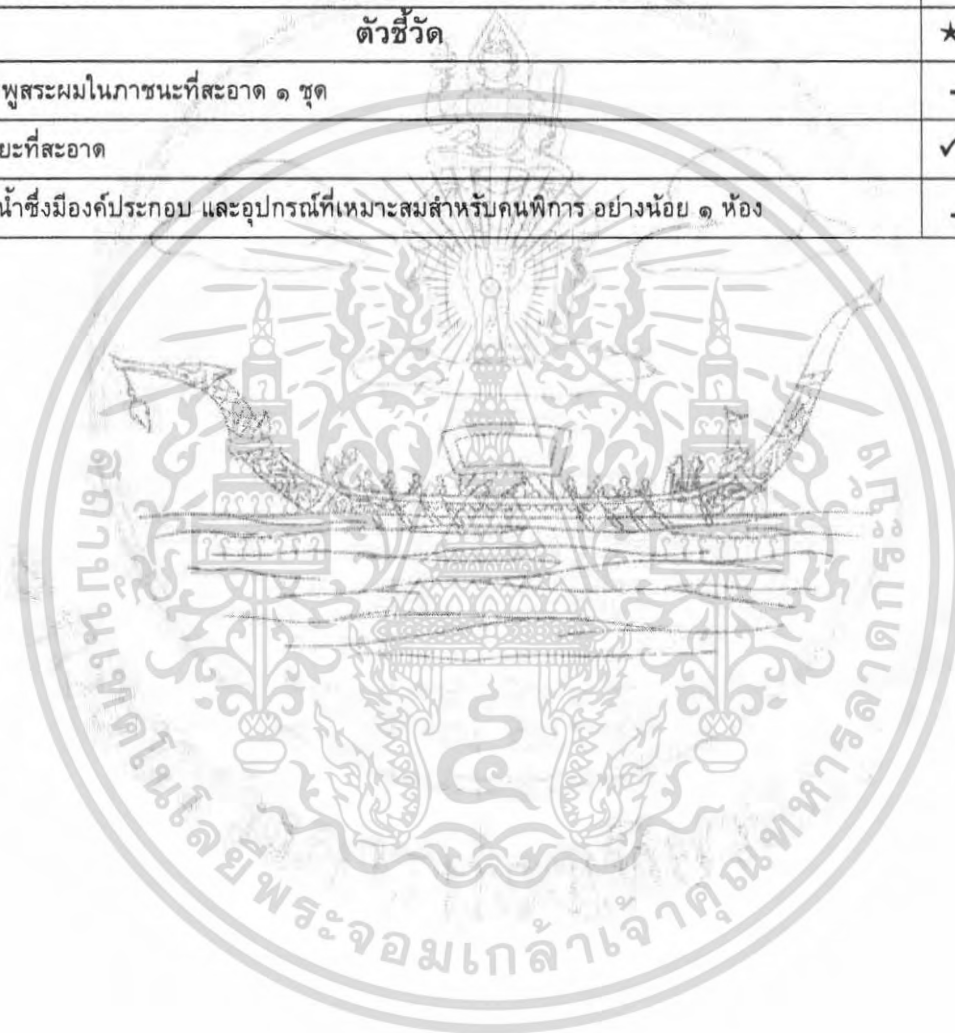 ตัวชี้วัด ★
พูสระผมในภาชนะที่สะอาด ๑ ชุด -
ยะที่สะอาด ✓
น้ำซึ่งมีองค์ประกอบ และอุปกรณ์ที่เหมาะสมสำหรับคนพิการ อย่างน้อย ๑ ห้อง -
๔
สถาบันเทคโนโลยีพระจอมเกล้าเจ้าคุณทหารลาดกระบัง